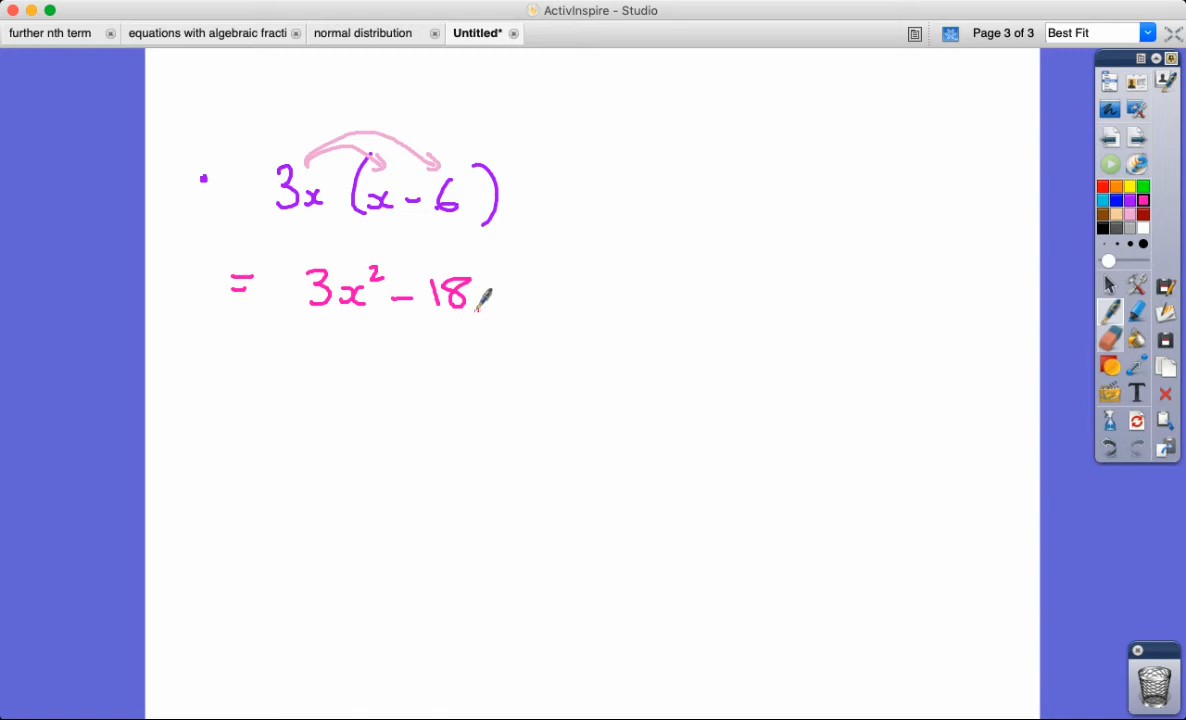 ActivInspire - Studio
further nth term
equations with algebraic fracti
normal distribution
Untitled*
Page 3 of 3
Best Fit
3x (x - 6)
= 3x² - 18
T